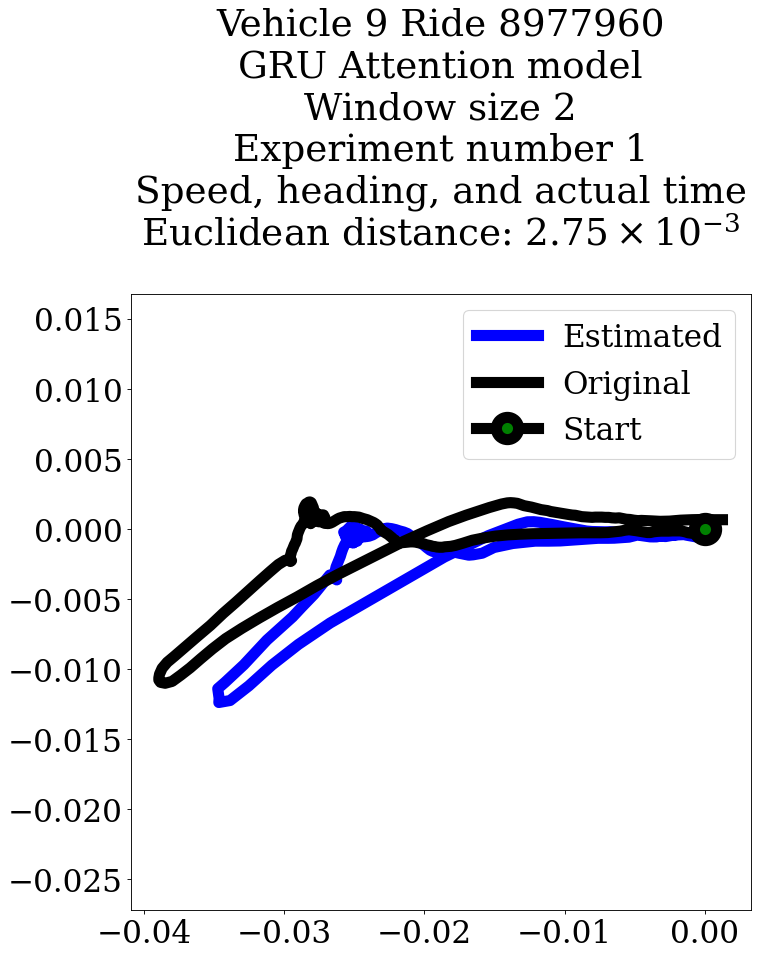 Vehicle 9 Ride 8977960
GRU Attention model
Window size 2
Experiment number 1
Speed, heading, and actual time
Euclidean distance: 2.75 × 10⁻³
Estimated
Original
Start
0.015
0.010
0.005
0.000
−0.005
−0.010
−0.015
−0.020
−0.025
−0.04
−0.03
−0.02
−0.01
0.00